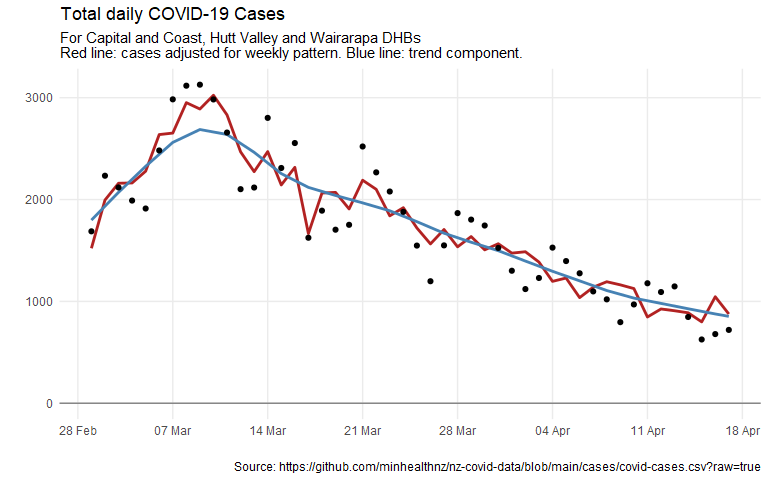 Total daily COVID-19 Cases
For Capital and Coast, Hutt Valley and Wairarapa DHBs
Red line: cases adjusted for weekly pattern. Blue line: trend component.
3000
2000
1000
0
28 Feb 07 Mar 14 Mar 21 Mar 28 Mar 04 Apr 11 Apr 18 Apr
Source: https://github.com/minhealthnz/nz-covid-data/blob/main/cases/covid-cases.csv?raw=true